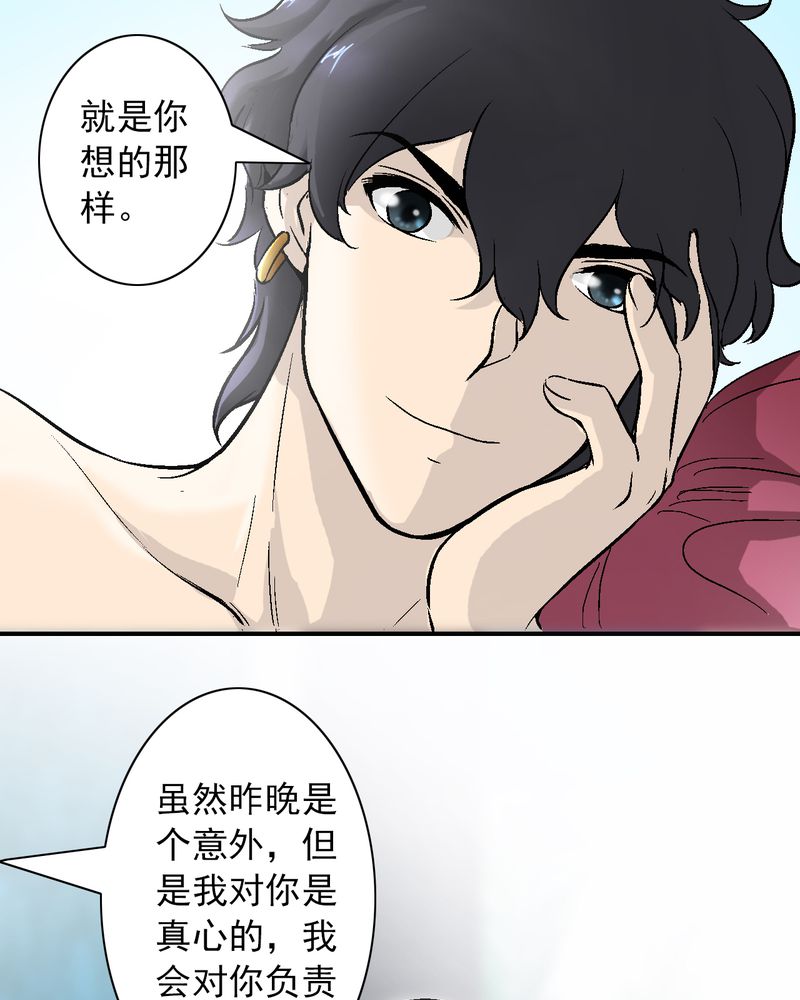 就是你
想的那
样。
虽然昨晚是
个意外，但
是我对你是
真心的，我
会对你负责